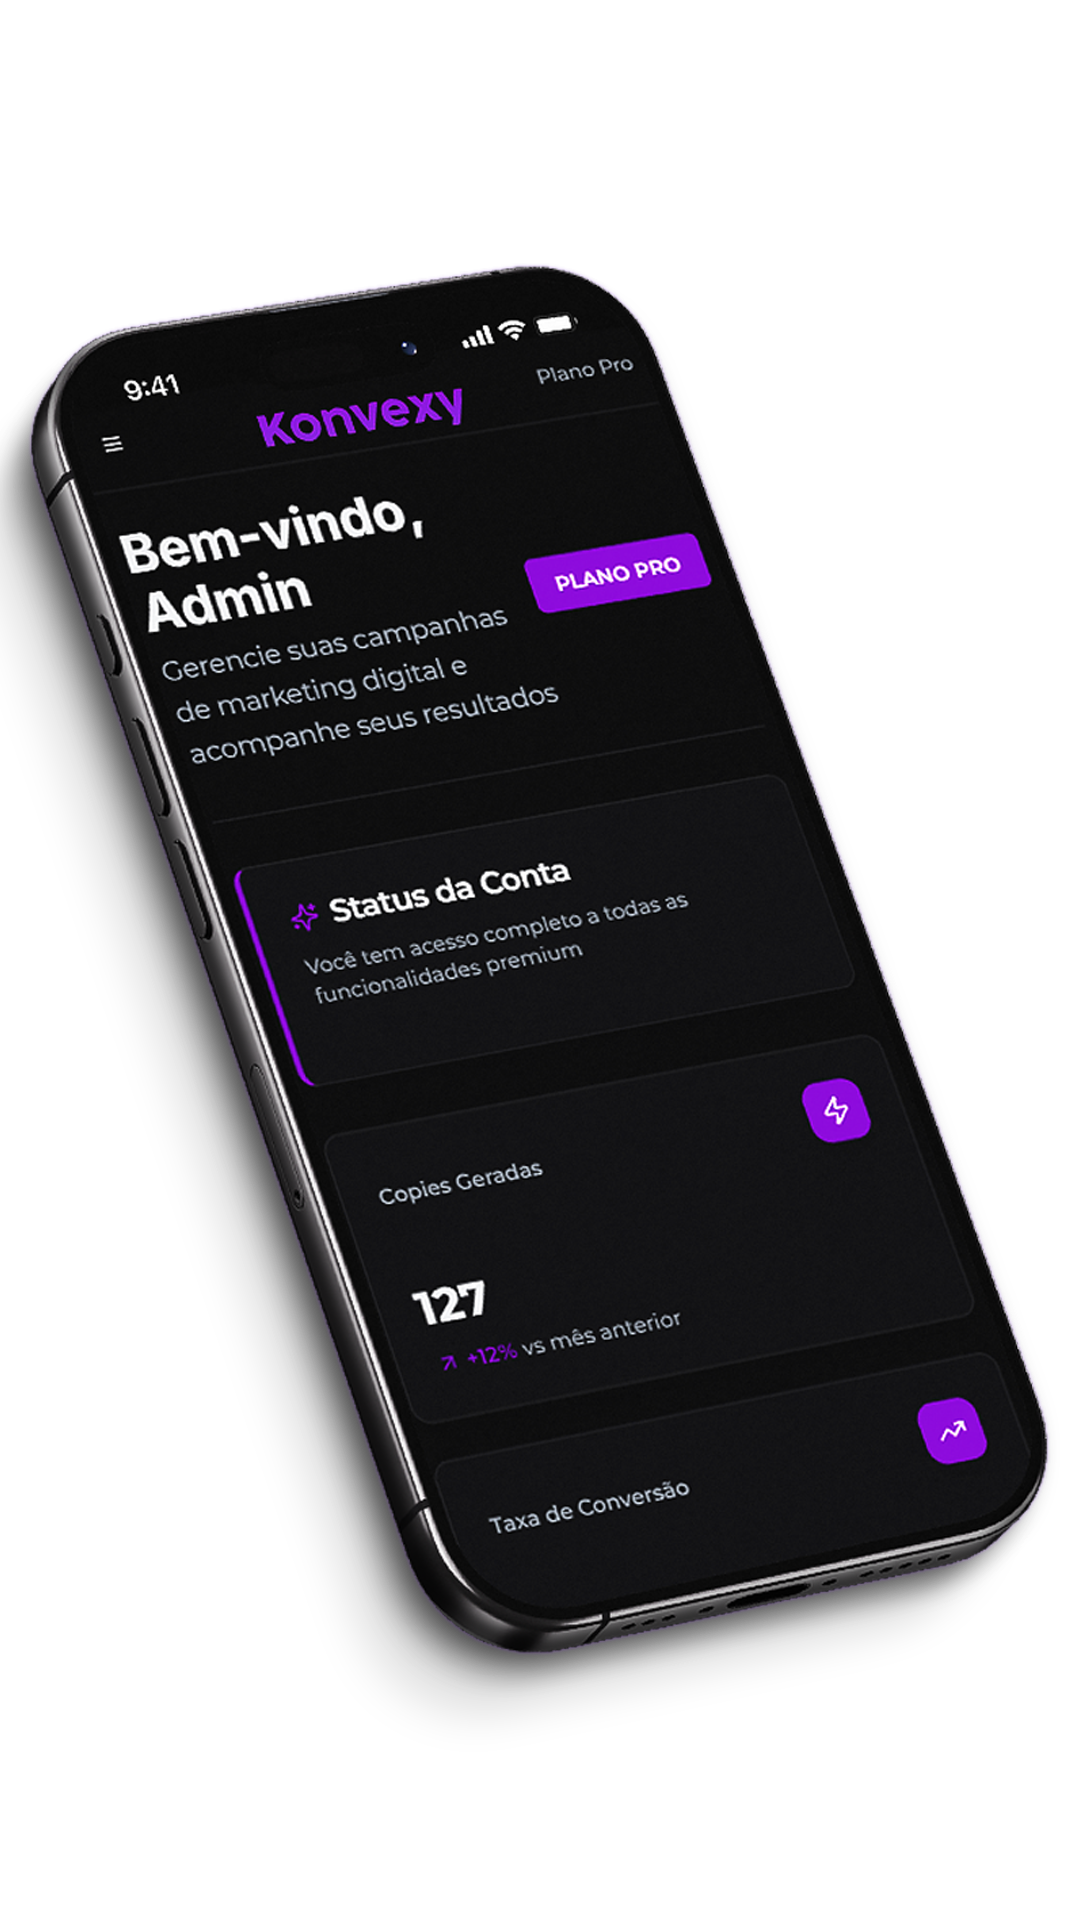 9:41
Plano Pro
Konvexy
Bem-vindo,
Admin
PLANO PRO
Gerencie suas campanhas
de marketing digital e
acompanhe seus resultados
Status da Conta
Você tem acesso completo a todas as
funcionalidades premium
Copies Geradas
127
+12% vs mês anterior
Taxa de Conversão